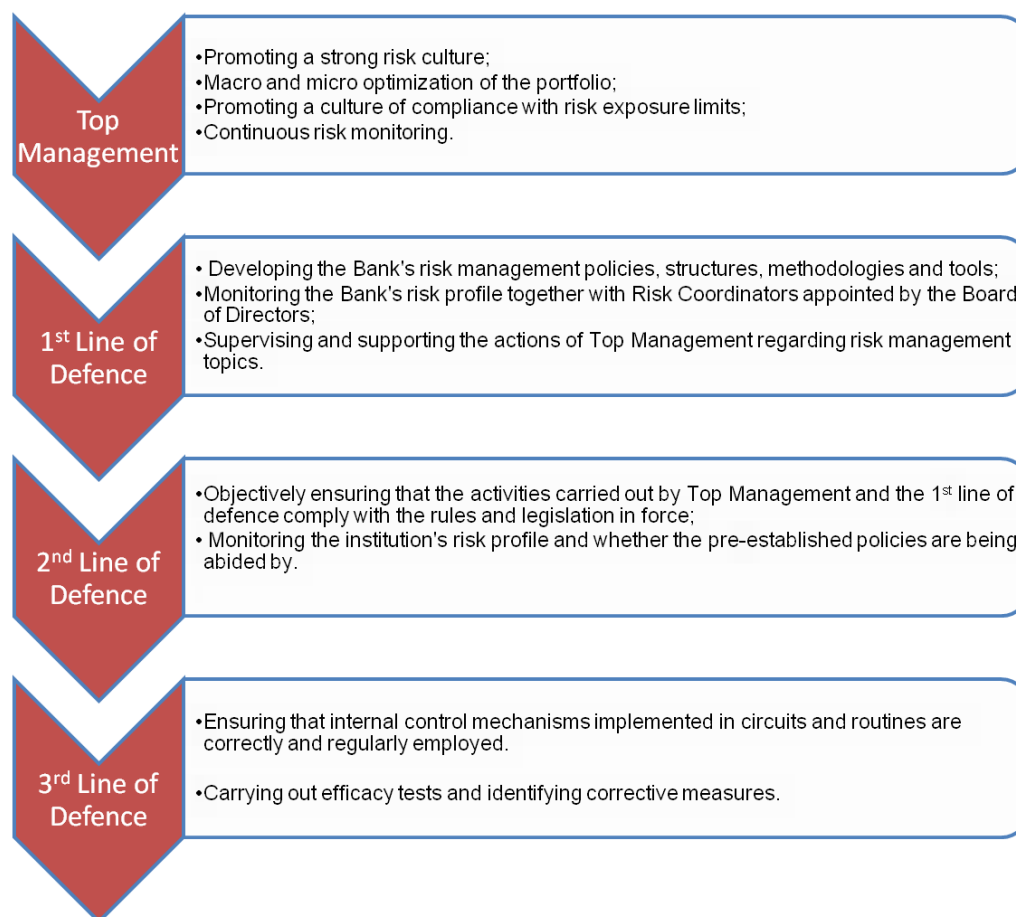 Top
Management
•Promoting a strong risk culture;
•Macro and micro optimization of the portfolio;
•Promoting a culture of compliance with risk exposure limits;
•Continuous risk monitoring.
1st Line of
Defence
• Developing the Bank's risk management policies, structures, methodologies and tools;
•Monitoring the Bank's risk profile together with Risk Coordinators appointed by the Board
of Directors;
•Supervising and supporting the actions of Top Management regarding risk management
topics.
2nd Line of
Defence
•Objectively ensuring that the activities carried out by Top Management and the 1st line of
defence comply with the rules and legislation in force;
• Monitoring the institution's risk profile and whether the pre-established policies are being
abided by.
3rd Line of
Defence
•Ensuring that internal control mechanisms implemented in circuits and routines are
correctly and regularly employed.
•Carrying out efficacy tests and identifying corrective measures.